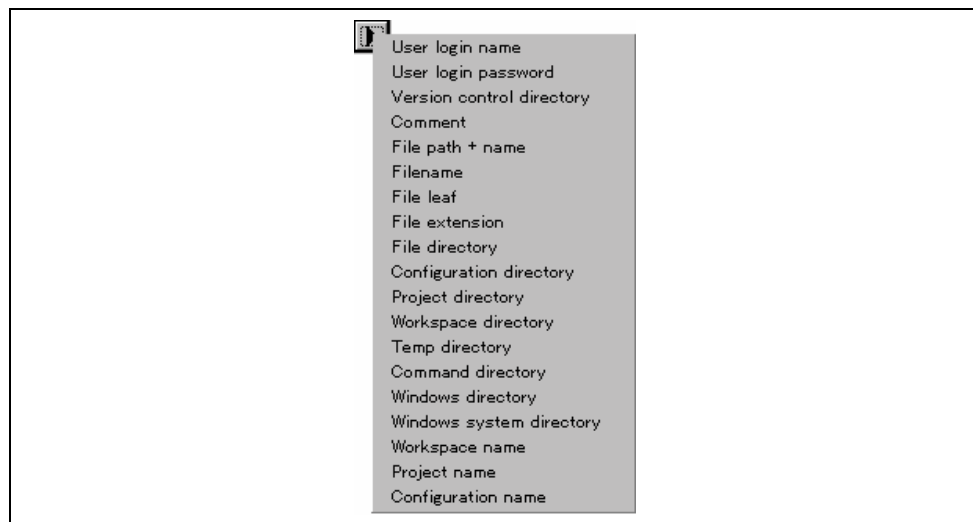 User login name
User login password
Version control directory
Comment
File path + name
Filename
File leaf
File extension
File directory
Configuration directory
Project directory
Workspace directory
Temp directory
Command directory
Windows directory
Windows system directory
Workspace name
Project name
Configuration name